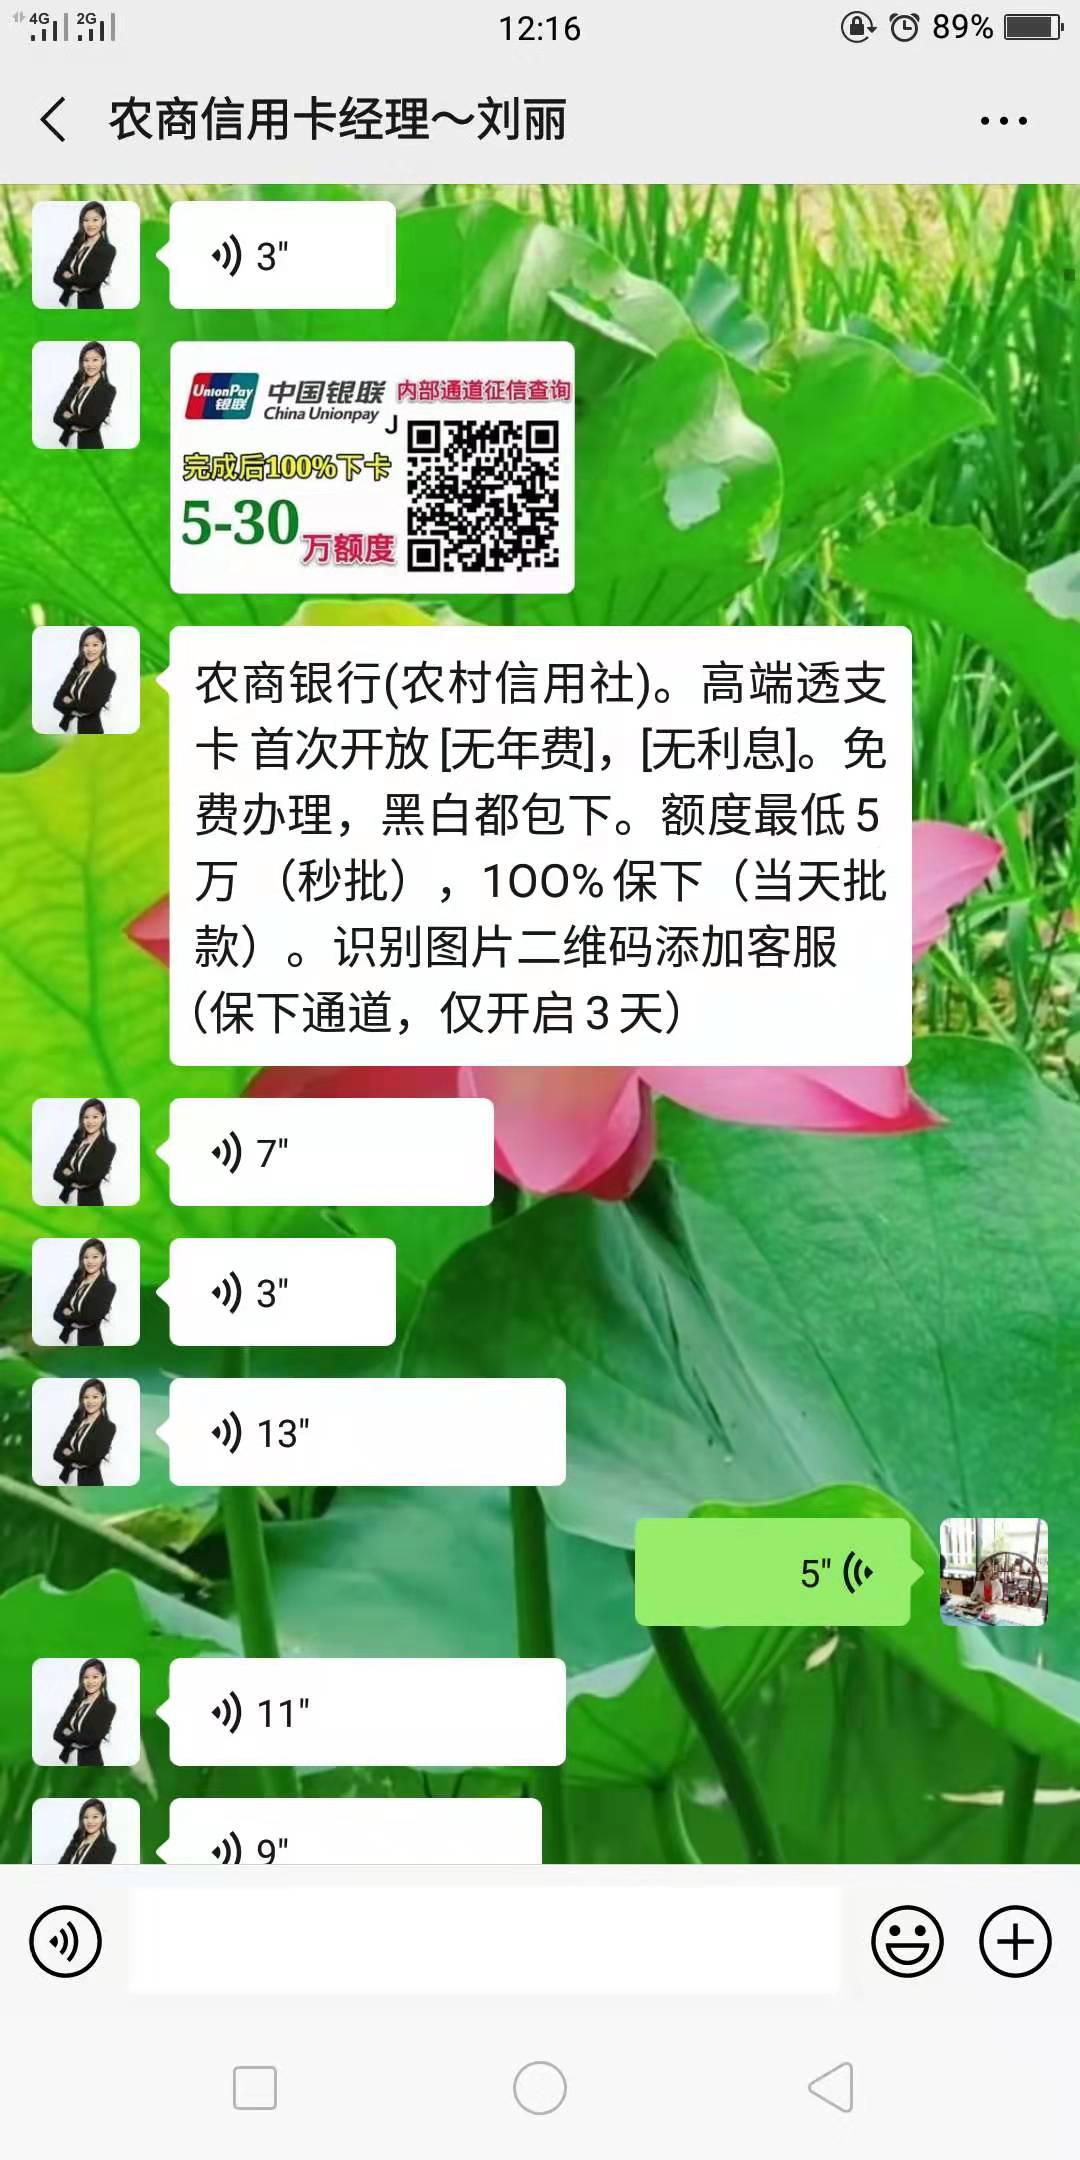 4G 2G 12:16 89%
农商信用卡经理～刘丽
3"
UnionPay 银联 中国银联 China Unionpay 内部通道征信查询
J
完成后100%下卡
5-30万额度
农商银行(农村信用社)。高端透支
卡 首次开放 [无年费]，[无利息]。免
费办理，黑白都包下。额度最低 5
万 （秒批），1OO% 保下（当天批
款）。识别图片二维码添加客服
（保下通道，仅开启 3 天）
7"
3"
13"
5"
11"
9"